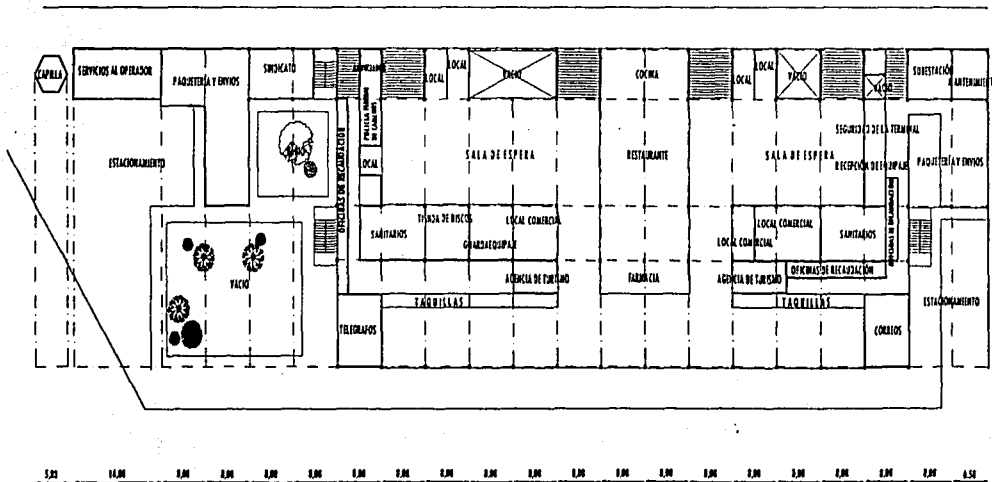 CAPILLA
SERVICIOS AL OPERADOR
PAQUETERÍA Y ENVIOS
SINDICATO
LOCAL
LOCAL
VACIO
COCINA
LOCAL
LOCAL
VACIO
VACIO
SUBESTACIÓN
MANTENIMIENT
ESTACIONAMIENTO
OFICINAS DE RECAUDACIÓN
LOCAL
SALA DE ESPERA
RESTAURANTE
SALA DE ESPERA
SEGURIDAD DE LA TERMINAL
RECEPCIÓN DE EQUIPAJE
PAQUETERÍA Y ENVIOS
SANITARIOS
TIENDA DE DISCOS
LOCAL COMERCIAL
GUARDAEQUIPAJE
LOCAL COMERCIAL
LOCAL COMERCIAL
SANITARIOS
VACIO
AGENCIA DE TURISMO
FARMACIA
AGENCIA DE TURISMO
OFICINAS DE RECAUDACIÓN
TAQUILLAS
TAQUILLAS
ESTACIONAMIENTO
TELEGRAFOS
CORREOS